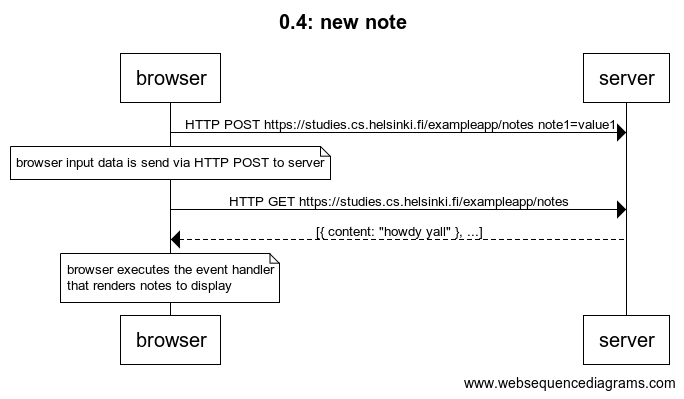 0.4: new note
browser
server
HTTP POST https://studies.cs.helsinki.fi/exampleapp/notes note1=value1
browser input data is send via HTTP POST to server
HTTP GET https://studies.cs.helsinki.fi/exampleapp/notes
[{ content: "howdy yall" }, ...]
browser executes the event handler
that renders notes to display
browser
server
www.websequencediagrams.com